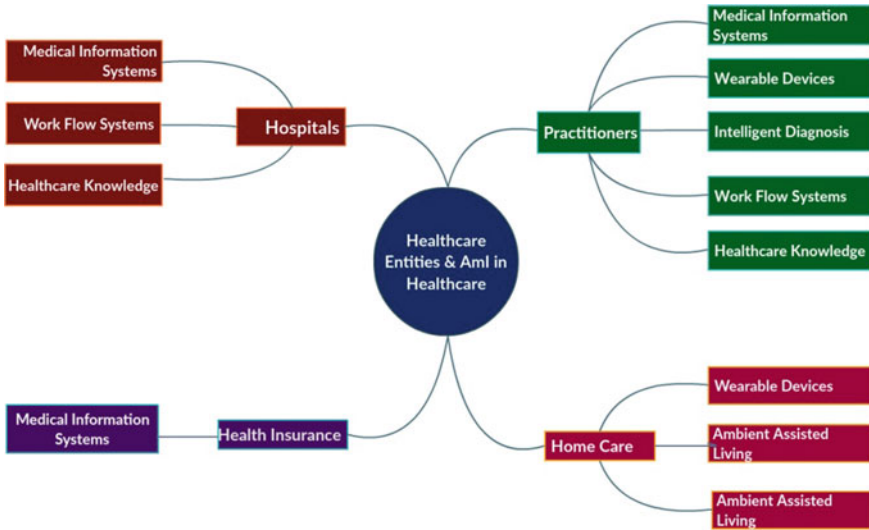 Medical Information
Systems
Work Flow Systems
Healthcare Knowledge
Hospitals
Healthcare
Entities & AmI in
Healthcare
Practitioners
Medical Information
Systems
Wearable Devices
Intelligent Diagnosis
Work Flow Systems
Healthcare Knowledge
Medical Information
Systems
Health Insurance
Home Care
Wearable Devices
Ambient Assisted
Living
Ambient Assisted
Living